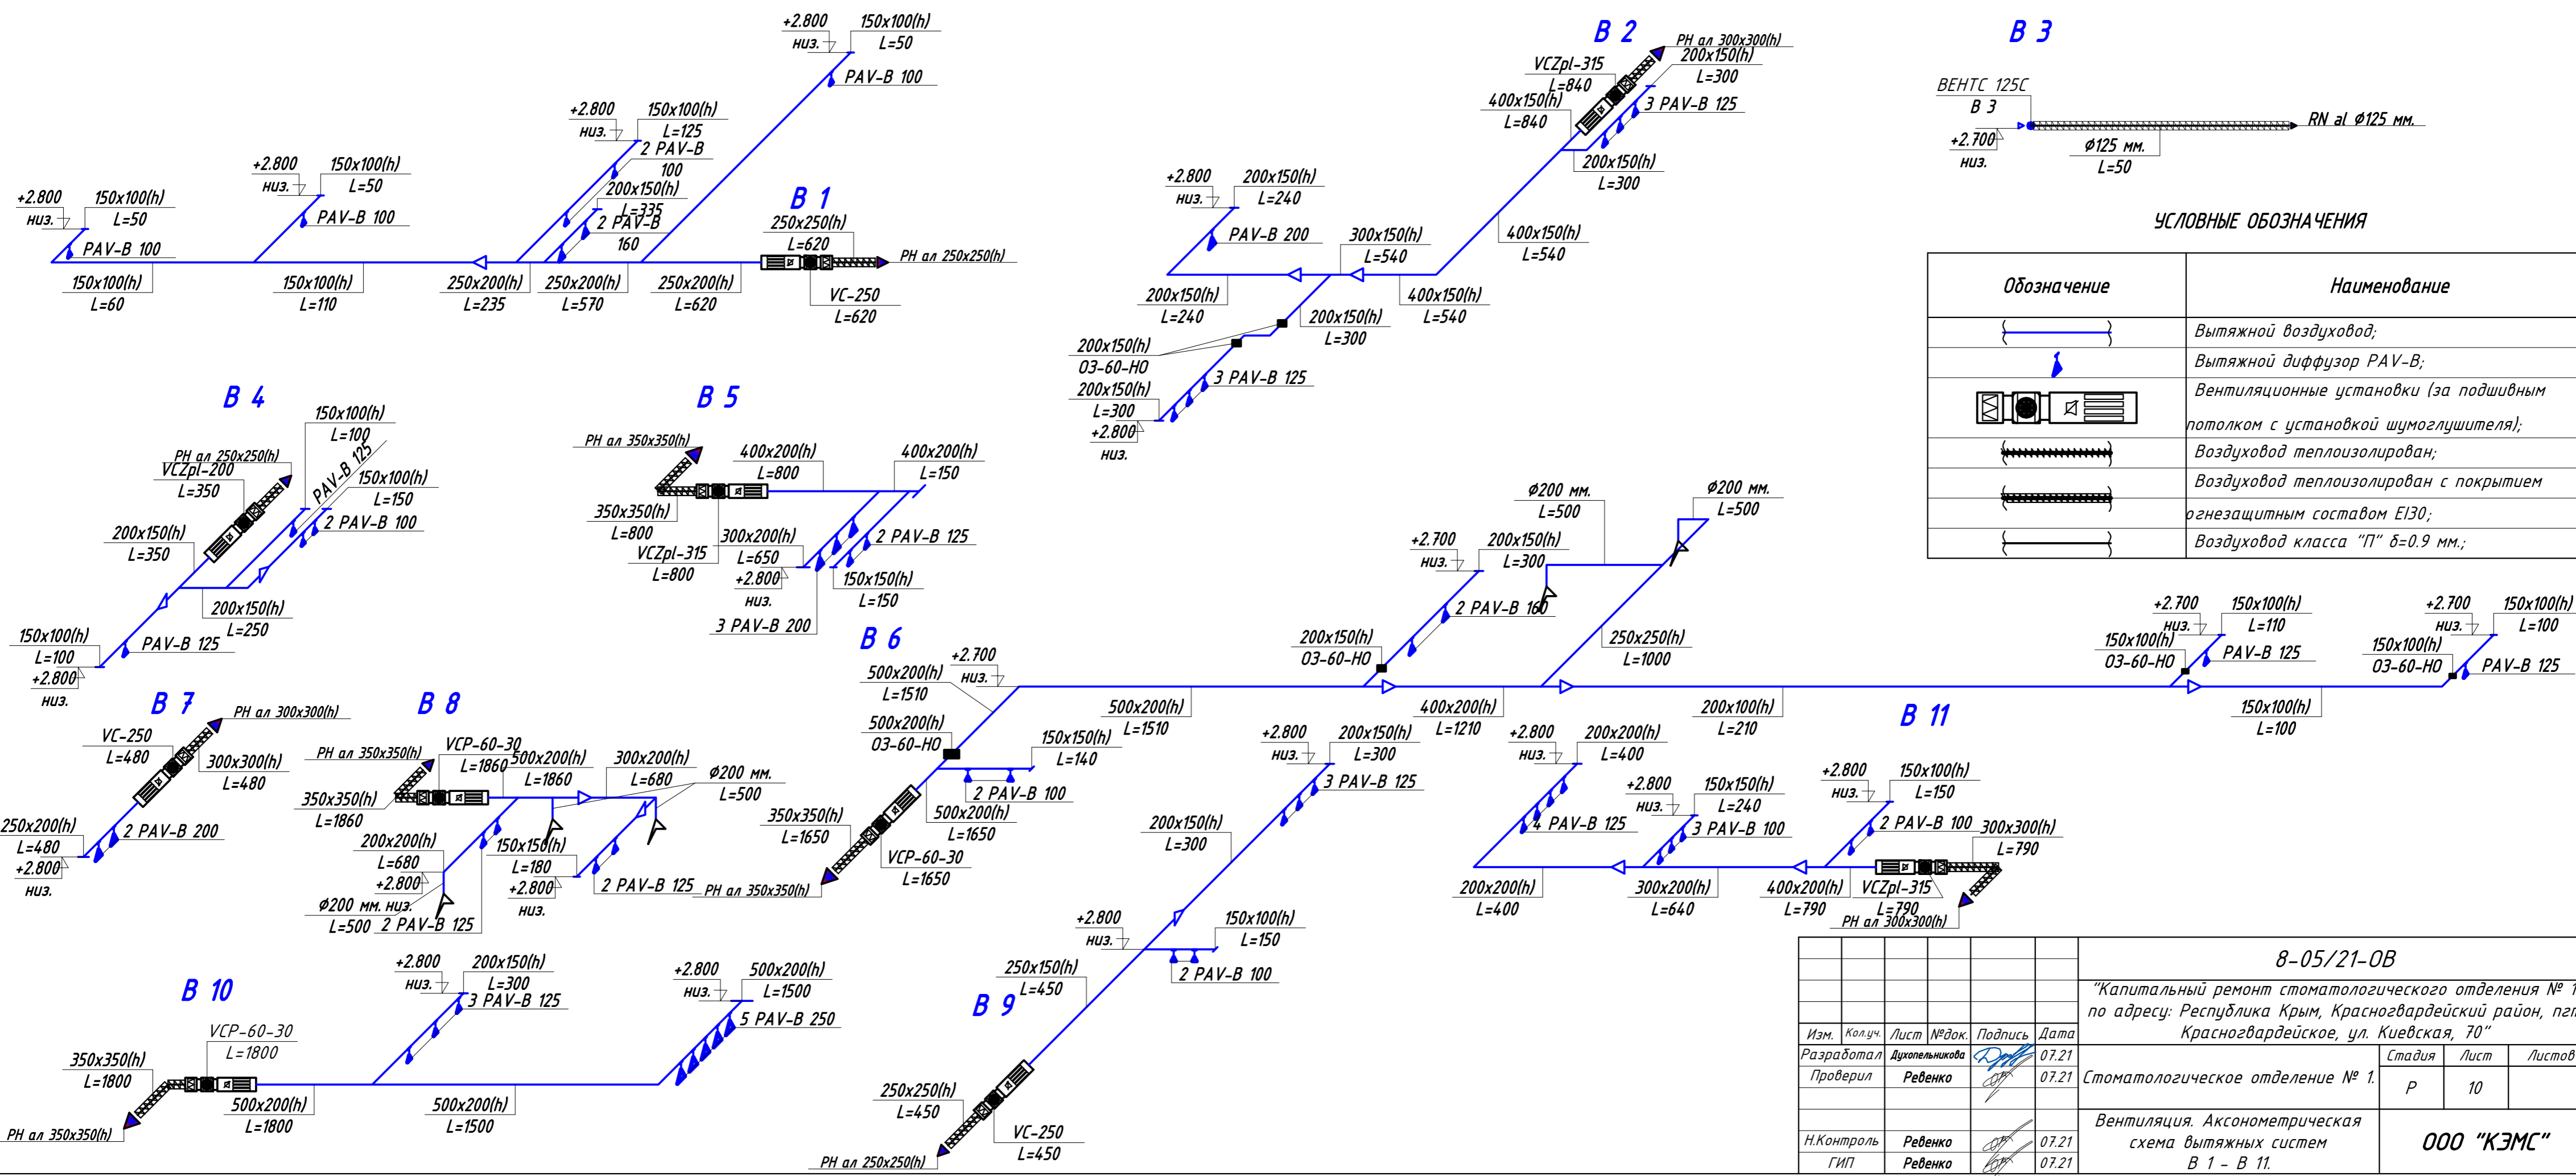 В 1
+2.800
низ.
150x100(h)
L=50
PAV-B 100
+2.800
низ.
150x100(h)
L=50
PAV-B 100
+2.800
низ.
150x100(h)
L=125
2 PAV-B
100
200x150(h)
L=335
2 PAV-B
160
+2.800
низ.
150x100(h)
L=50
PAV-B 100
250x250(h)
L=620
РН ал 250x250(h)
150x100(h)
L=60
150x100(h)
L=110
250x200(h)
L=235
250x200(h)
L=570
250x200(h)
L=620
VC-250
L=620
В 2
РН ал 300x300(h)
VCZpl-315
L=840
200x150(h)
L=300
400x150(h)
L=840
3 PAV-B 125
200x150(h)
L=300
+2.800
низ.
200x150(h)
L=240
PAV-B 200
300x150(h)
L=540
400x150(h)
L=540
200x150(h)
L=240
400x150(h)
L=540
200x150(h)
L=300
200x150(h)
ОЗ-60-НО
200x150(h)
L=300
+2.800
низ.
3 PAV-B 125
В 3
ВЕНТС 125С
В 3
+2.700
низ.
RN al Ø125 мм.
Ø125 мм.
L=50
УСЛОВНЫЕ ОБОЗНАЧЕНИЯ
Обозначение
Наименование
Вытяжной воздуховод;
Вытяжной диффузор PAV-B;
Вентиляционные установки (за подшивным
потолком с установкой шумоглушителя);
Воздуховод теплоизолирован;
Воздуховод теплоизолирован с покрытием
огнезащитным составом EI30;
Воздуховод класса "П" δ=0.9 мм.;
В 4
150x100(h)
L=100
РН ал 250x250(h)
VCZpl-200
L=350
PAV-B 125
150x100(h)
L=150
2 PAV-B 100
200x150(h)
L=350
200x150(h)
L=250
150x100(h)
L=100
+2.800
низ.
PAV-B 125
В 5
РН ал 350x350(h)
400x200(h)
L=800
400x200(h)
L=150
350x350(h)
L=800
VCZpl-315
L=800
300x200(h)
L=650
+2.800
низ.
2 PAV-B 125
150x150(h)
L=150
3 PAV-B 200
В 6
+2.700
низ.
500x200(h)
L=1510
500x200(h)
ОЗ-60-НО
150x150(h)
L=140
2 PAV-B 100
500x200(h)
L=1650
350x350(h)
L=1650
VCP-60-30
L=1650
РН ал 350x350(h)
500x200(h)
L=1510
200x150(h)
ОЗ-60-НО
+2.700
низ.
200x150(h)
L=300
2 PAV-B 160
Ø200 мм.
L=500
Ø200 мм.
L=500
250x250(h)
L=1000
400x200(h)
L=1210
200x100(h)
L=210
+2.700
низ.
150x100(h)
L=110
150x100(h)
ОЗ-60-НО
PAV-B 125
+2.700
низ.
150x100(h)
L=100
150x100(h)
ОЗ-60-НО
PAV-B 125
150x100(h)
L=100
В 7
РН ал 300x300(h)
VC-250
L=480
300x300(h)
L=480
250x200(h)
L=480
+2.800
низ.
2 PAV-B 200
В 8
РН ал 350x350(h)
VCP-60-30
L=1860
500x200(h)
L=1860
300x200(h)
L=680
Ø200 мм.
L=500
350x350(h)
L=1860
200x200(h)
L=680
+2.800
низ.
Ø200 мм.
L=500
2 PAV-B 125
150x150(h)
L=180
+2.800
низ.
2 PAV-B 125
В 9
+2.800
низ.
200x150(h)
L=300
3 PAV-B 125
200x150(h)
L=300
+2.800
низ.
150x100(h)
L=150
2 PAV-B 100
250x150(h)
L=450
250x250(h)
L=450
VC-250
L=450
РН ал 250x250(h)
В 10
VCP-60-30
L=1800
350x350(h)
L=1800
РН ал 350x350(h)
500x200(h)
L=1800
+2.800
низ.
200x150(h)
L=300
3 PAV-B 125
500x200(h)
L=1500
+2.800
низ.
500x200(h)
L=1500
5 PAV-B 250
В 11
+2.800
низ.
200x200(h)
L=400
4 PAV-B 125
+2.800
низ.
150x150(h)
L=240
3 PAV-B 100
+2.800
низ.
150x100(h)
L=150
2 PAV-B 100
300x300(h)
L=790
200x200(h)
L=400
300x200(h)
L=640
400x200(h)
L=790
VCZpl-315
L=790
РН ал 300x300(h)
8-05/21-ОВ
"Капитальный ремонт стоматологического отделения № 1
по адресу: Республика Крым, Красногвардейский район, пгт
Красногвардейское, ул. Киевская, 70"
Изм. Кол.уч. Лист №док. Подпись Дата
Разработал Духопельникова 07.21
Проверил Ревенко 07.21
Н.Контроль Ревенко 07.21
ГИП Ревенко 07.21
Стоматологическое отделение № 1.
Стадия Лист Листов
Р 10
Вентиляция. Аксонометрическая
схема вытяжных систем
В 1 - В 11.
ООО "КЭМС"